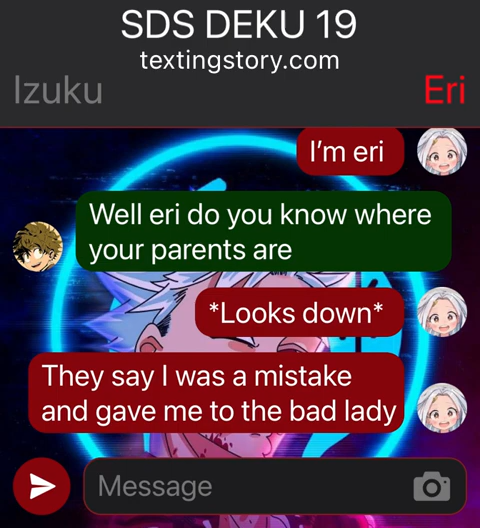 SDS DEKU 19
textingstory.com
Izuku
Eri
I'm eri
Well eri do you know where
your parents are
*Looks down*
They say I was a mistake
and gave me to the bad lady
Message